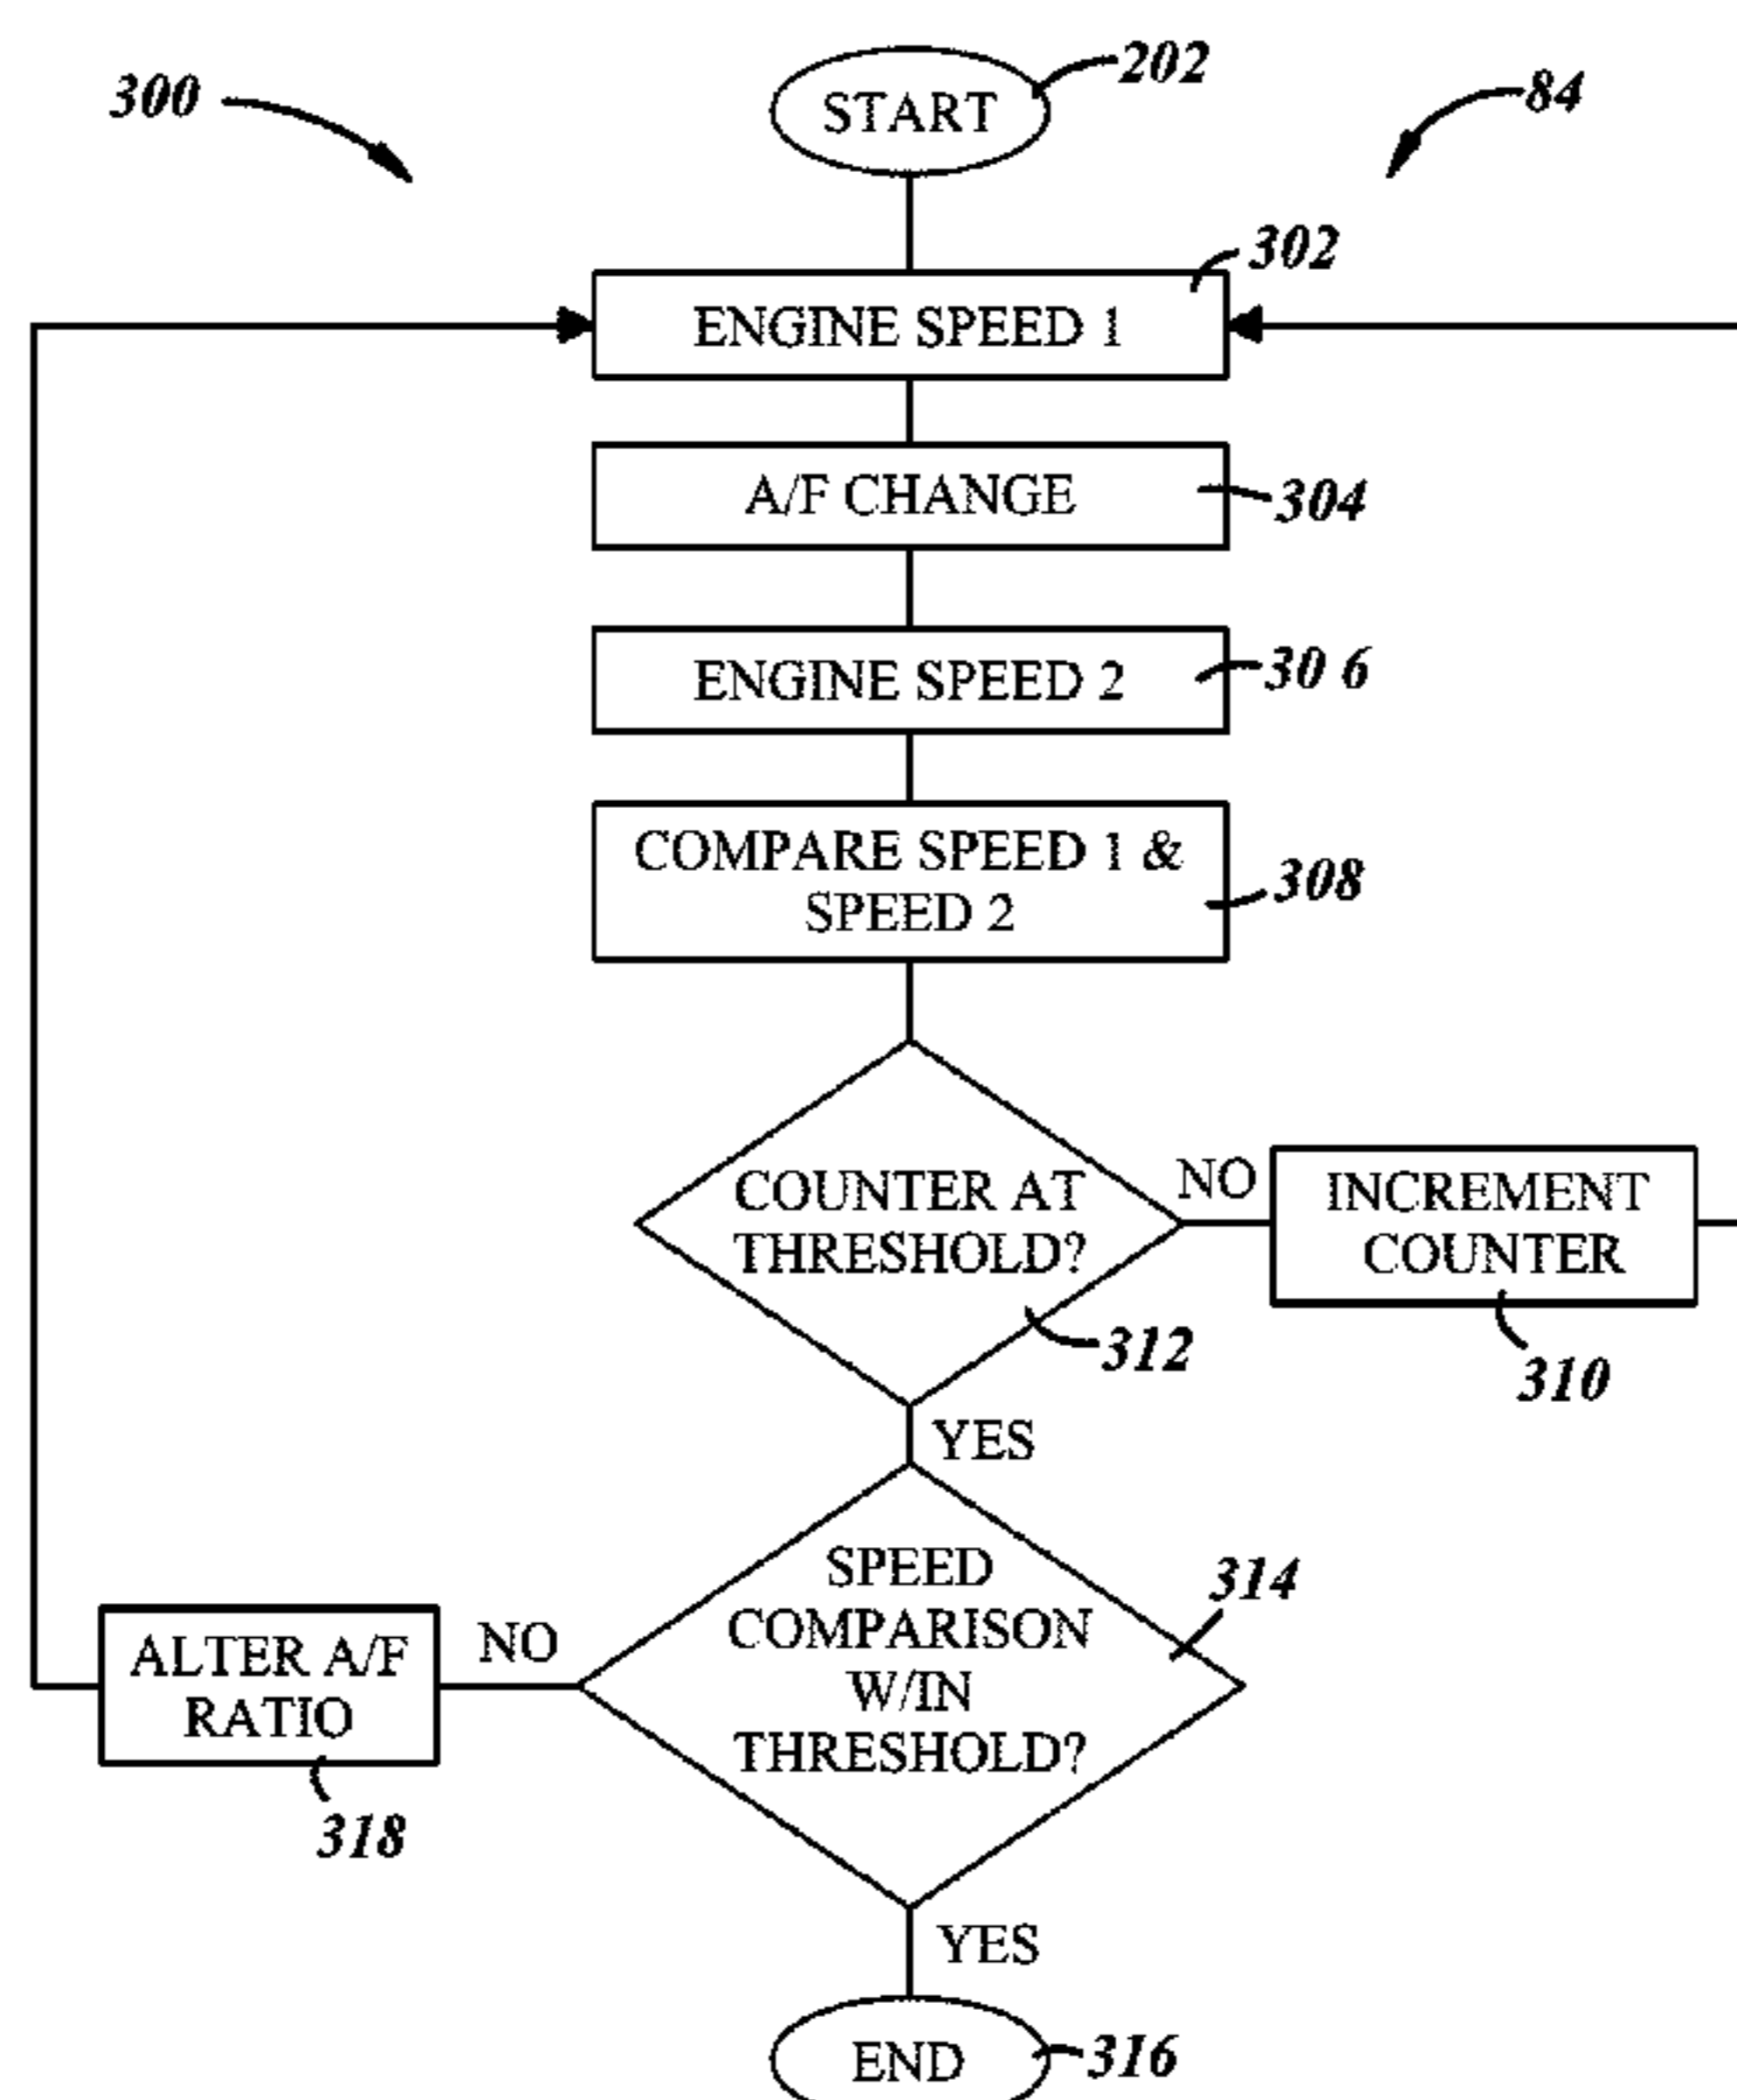 300
START
202
84
302
ENGINE SPEED 1
A/F CHANGE
304
ENGINE SPEED 2
30 6
COMPARE SPEED 1 &
SPEED 2
308
COUNTER AT
THRESHOLD?
312
NO
INCREMENT
COUNTER
310
YES
SPEED
COMPARISON
W/IN
THRESHOLD?
314
NO
ALTER A/F
RATIO
318
YES
END
316